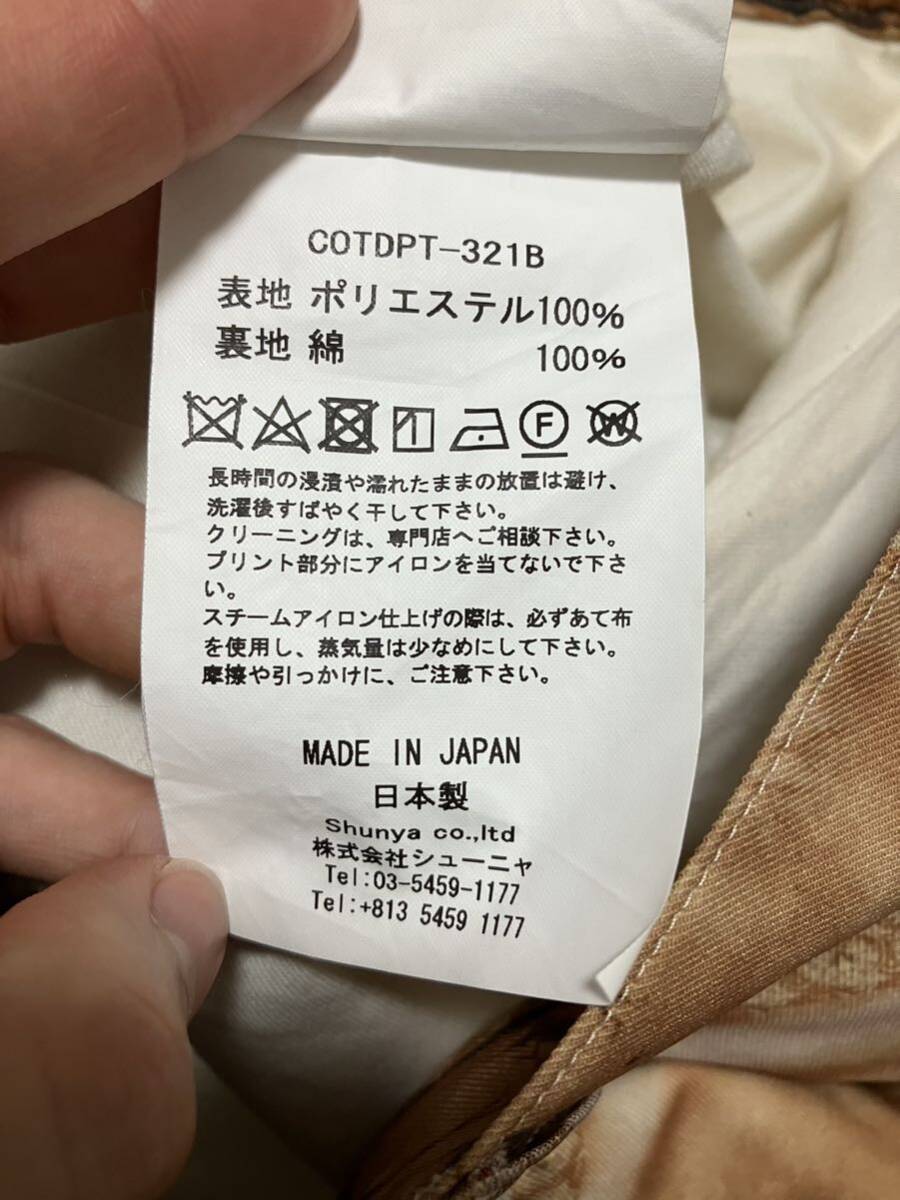 COTDPT-321B
表地 ポリエステル100%
裏地 綿 100%
F W
長時間の浸漬や濡れたままの放置は避け、
洗濯後すばやく干して下さい。
クリーニングは、専門店へご相談下さい。
プリント部分にアイロンを当てないで下さ
い。
スチームアイロン仕上げの際は、必ずあて布
を使用し、蒸気量は少なめにして下さい。
摩擦や引っかけに、ご注意下さい。
MADE IN JAPAN
日本製
Shunya co.,ltd
株式会社シューニャ
Tel:03-5459-1177
Tel:+813 5459 1177